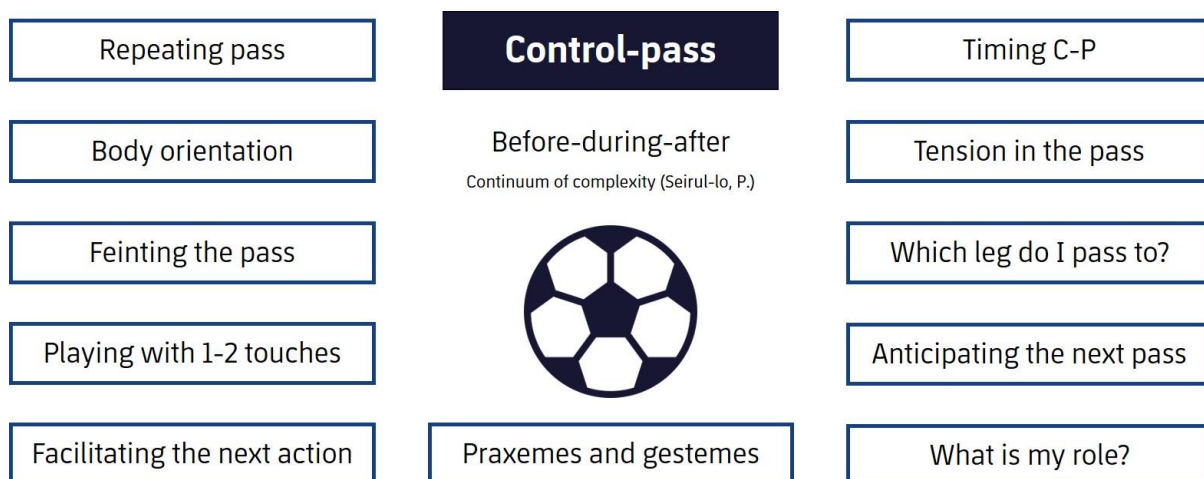 Repeating pass
Control-pass
Timing C-P
Body orientation
Before-during-after
Continuum of complexity (Seirul-lo, P.)
Tension in the pass
Feinting the pass
Which leg do I pass to?
Playing with 1-2 touches
Anticipating the next pass
Facilitating the next action
Praxemes and gestemes
What is my role?